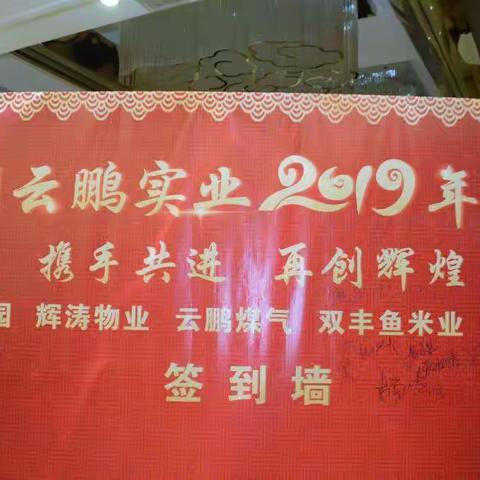 云鹏实业2019年
携手共进 再创辉煌
园 辉涛物业 云鹏煤气 双丰鱼米业
签到墙